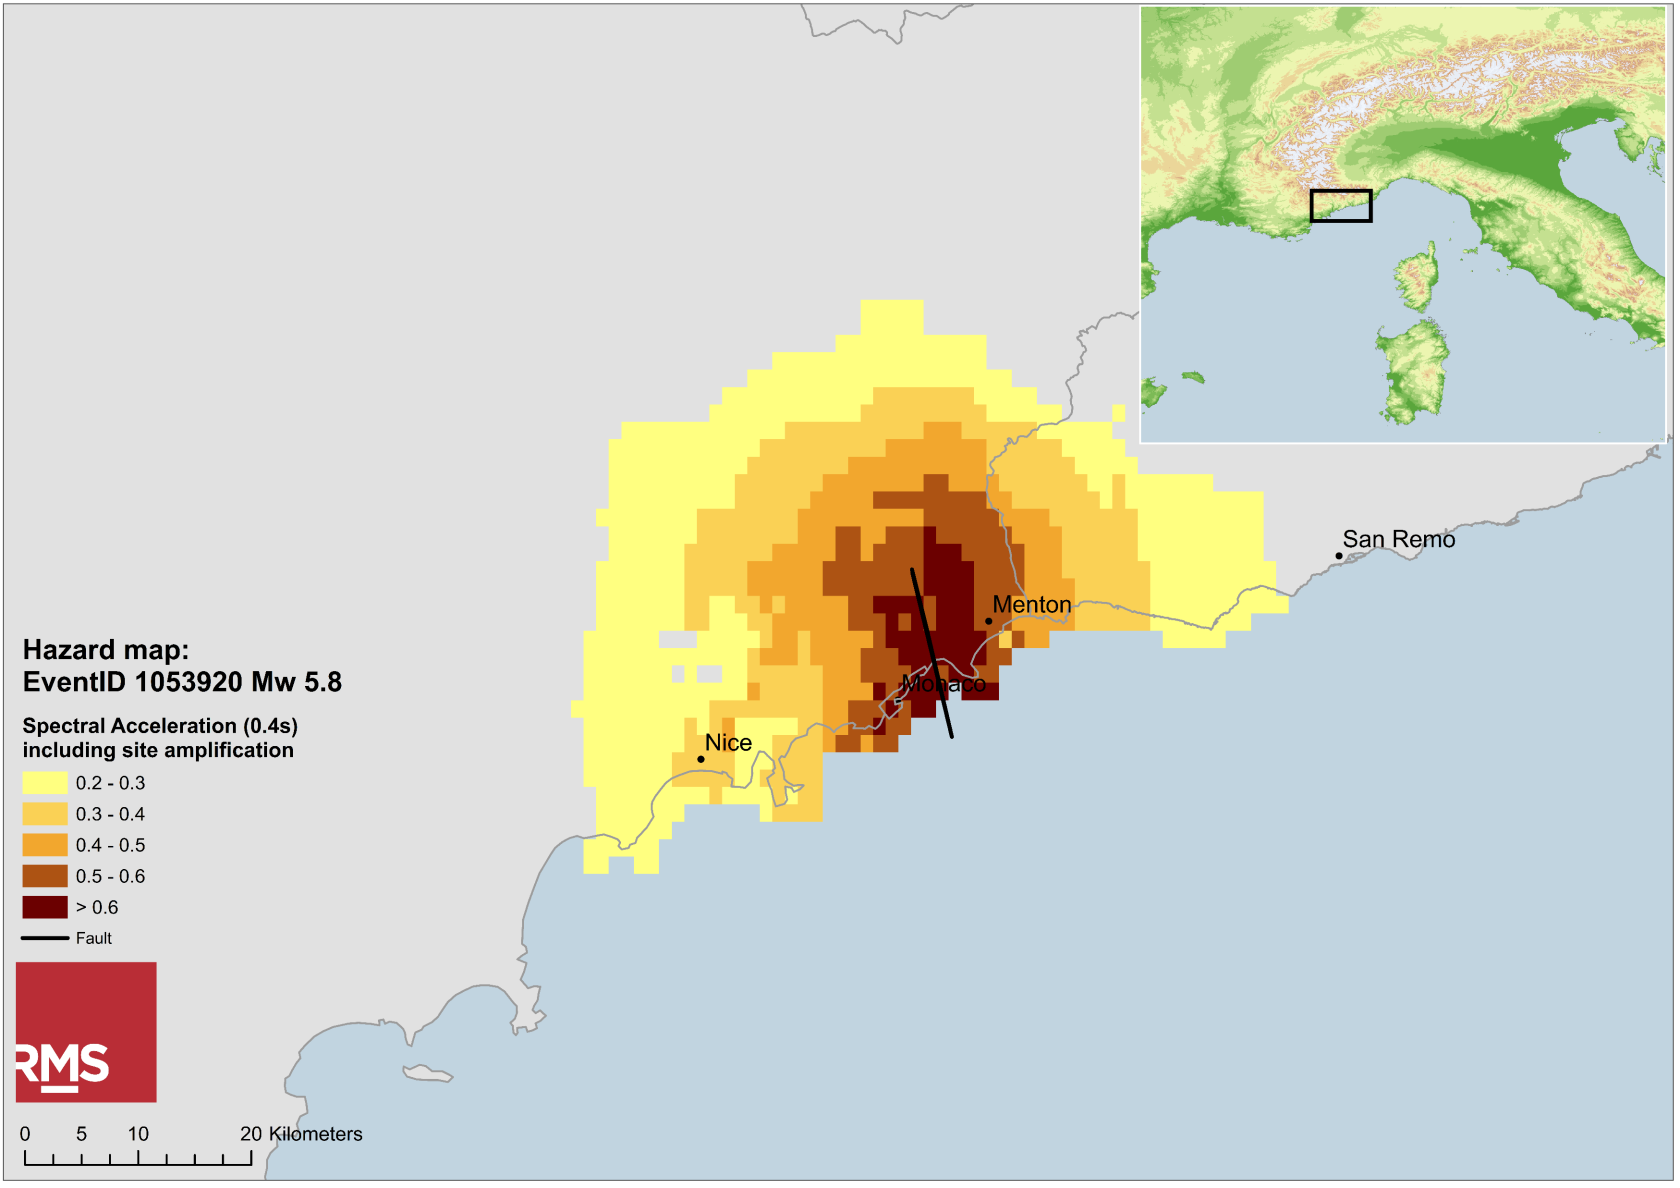 San Remo
Menton
Monaco
Nice
Hazard map:
EventID 1053920 Mw 5.8
Spectral Acceleration (0.4s)
including site amplification
0.2 - 0.3
0.3 - 0.4
0.4 - 0.5
0.5 - 0.6
> 0.6
Fault
RMS
0 5 10 20 Kilometers